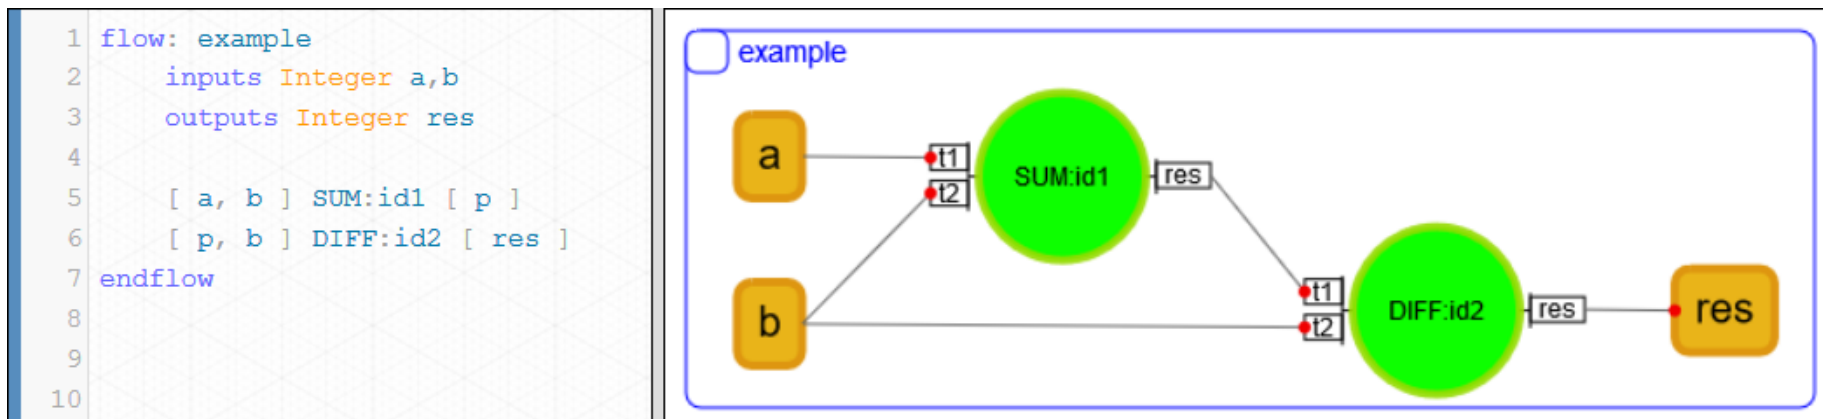 1 flow: example
2 inputs Integer a,b
3 outputs Integer res
4
5 [ a, b ] SUM:id1 [ p ]
6 [ p, b ] DIFF:id2 [ res ]
7 endflow
8
9
10
example
a
t1
t2
SUM:id1
res
b
t1
t2
DIFF:id2
res
res